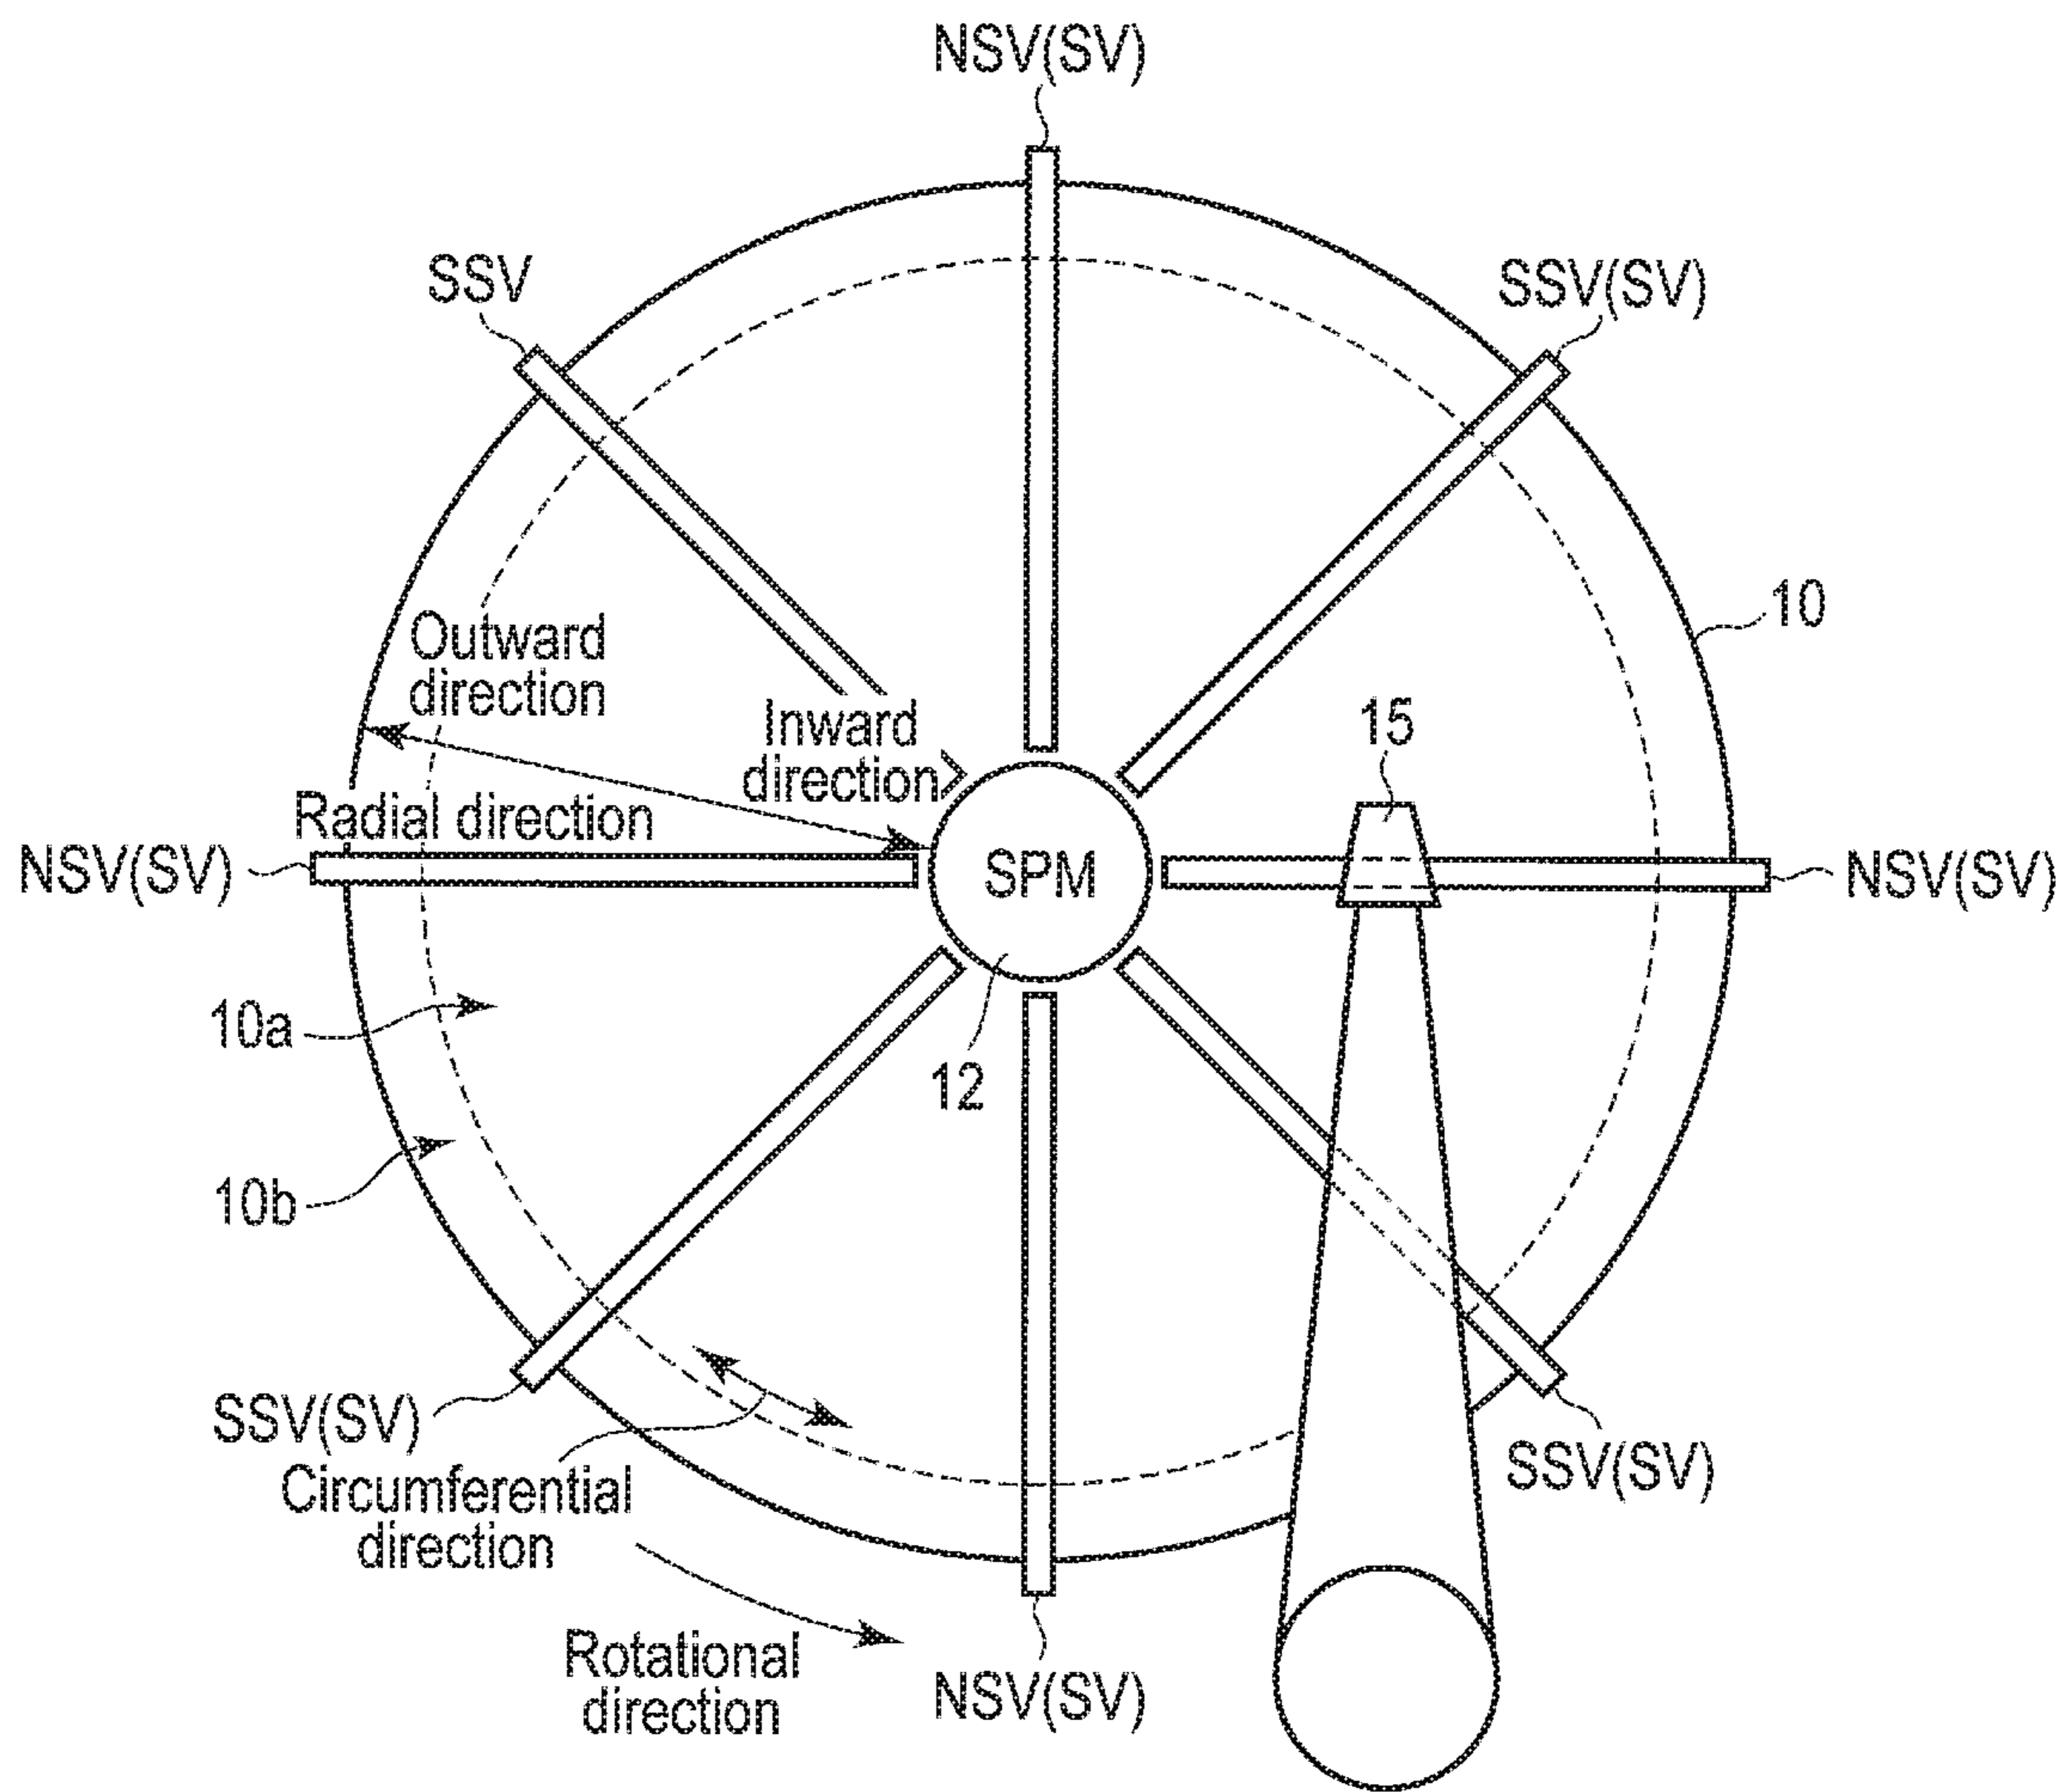 NSV(SV)
SSV
SSV(SV)
10
Outward
direction
15
Inward
direction
Radial direction
NSV(SV)
SPM
NSV(SV)
10a
12
10b
SSV(SV)
SSV(SV)
Circumferential
direction
Rotational
direction
NSV(SV)